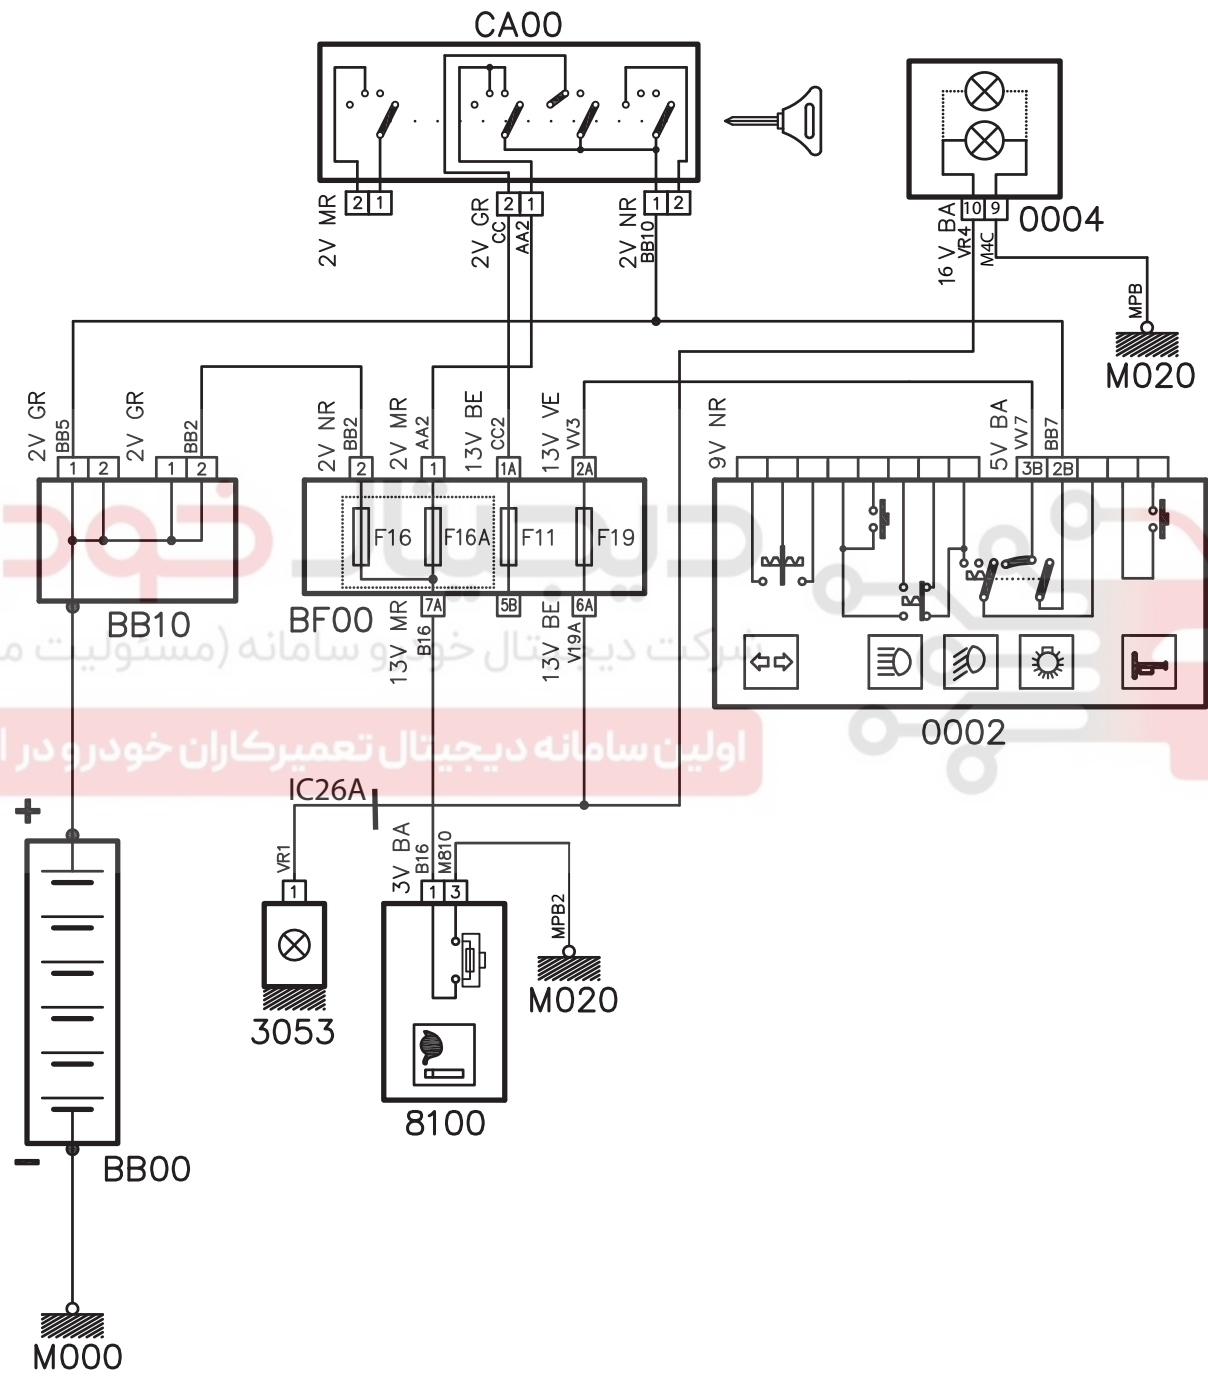 CA00
2 1
2 1
1 2
2V MR
2V GR
CC
AA2
2V NR
BB10
10 9
0004
16 V BA
VR4
M4C
MPB
M020
2V GR
BB5
2V GR
BB2
2V NR
BB2
2V MR
AA2
13V BE
CC2
13V VE
VV3
9V NR
5V BA
VV7
BB7
1 2
1 2
2
1
1A
2A
3B 2B
F16
F16A
F11
F19
دیجیتال خودرو
BB10
BF00
7A
5B
6A
13V MR
B16
13V BE
V19A
شرکت دیجیتال خودرو سامانه (مسئولیت م
0002
اولین سامانه دیجیتال تعمیرکاران خودرو در ا
IC26A
+
VR1
3V BA
B16
M810
1
1 3
MPB2
3053
M020
8100
-
BB00
M000